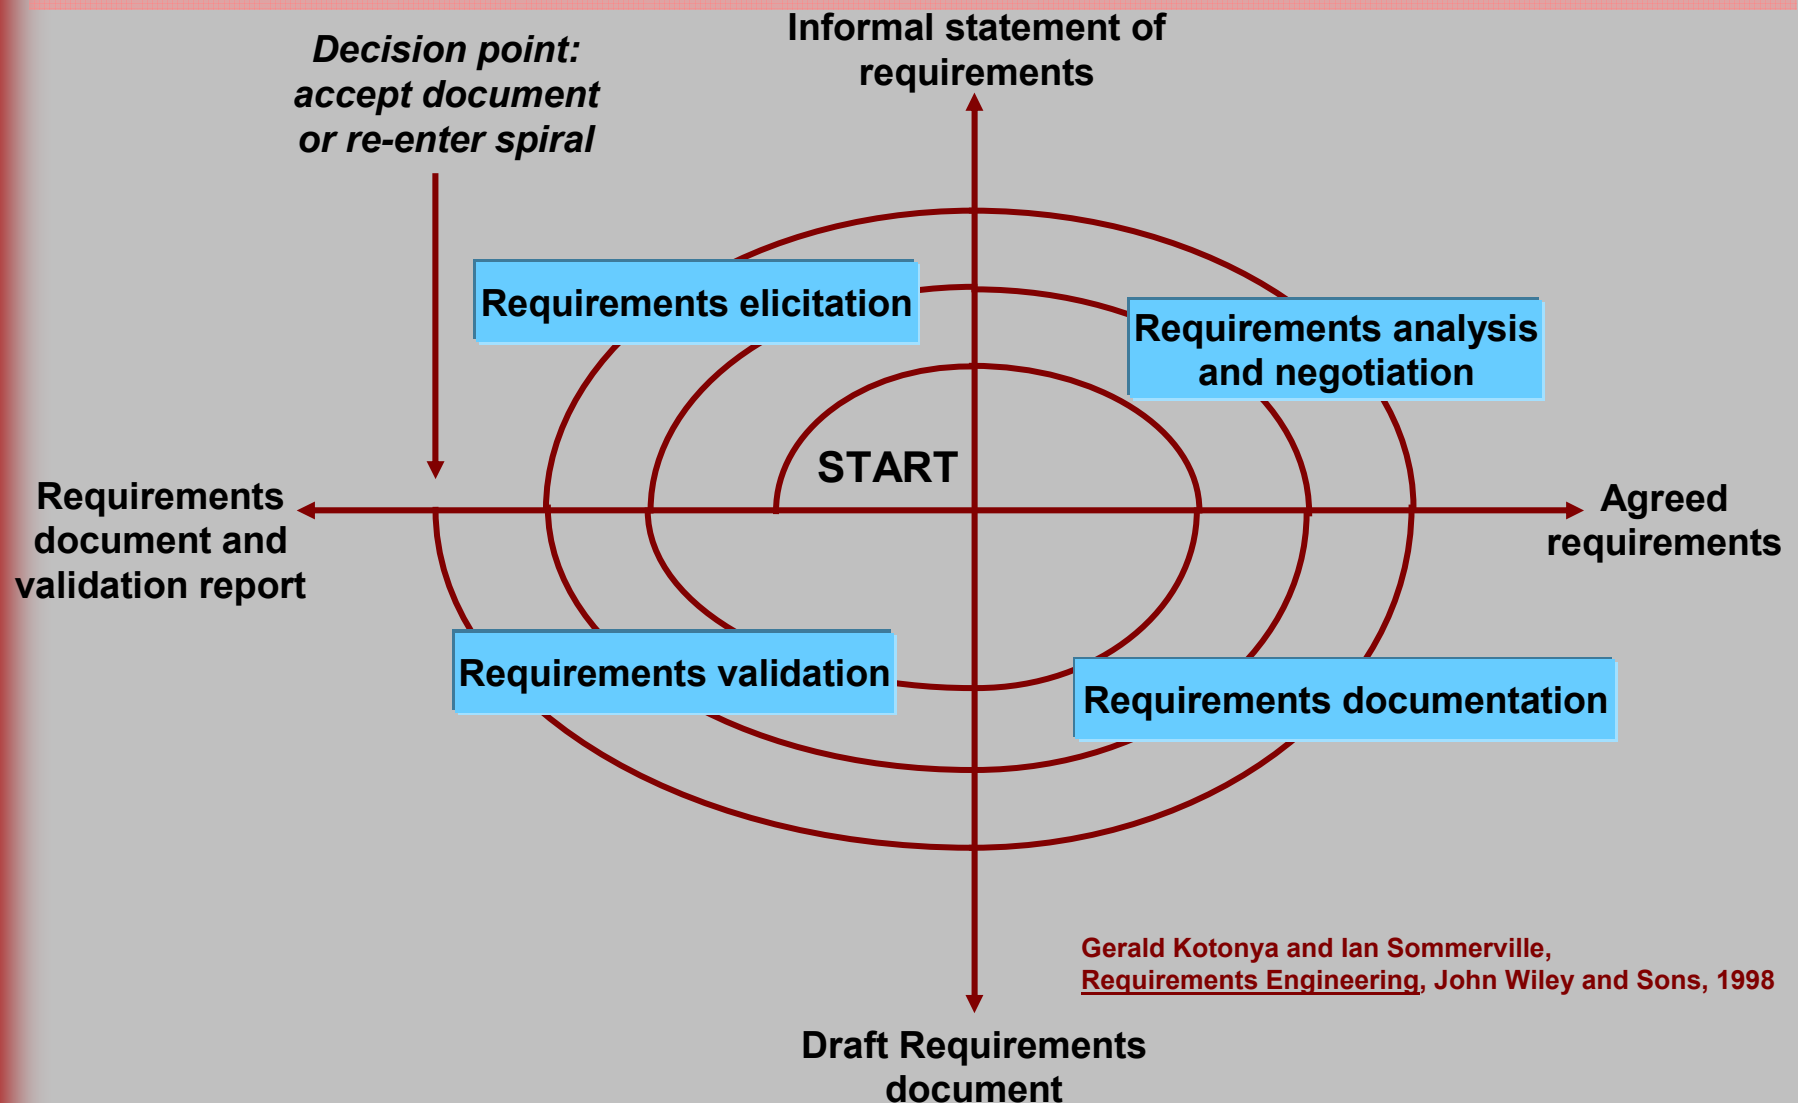 Decision point:
accept document
or re-enter spiral
Informal statement of
requirements
Requirements elicitation
Requirements analysis
and negotiation
START
Requirements
document and
validation report
Agreed
requirements
Requirements validation
Requirements documentation
Gerald Kotonya and Ian Sommerville,
Requirements Engineering, John Wiley and Sons, 1998
Draft Requirements
document